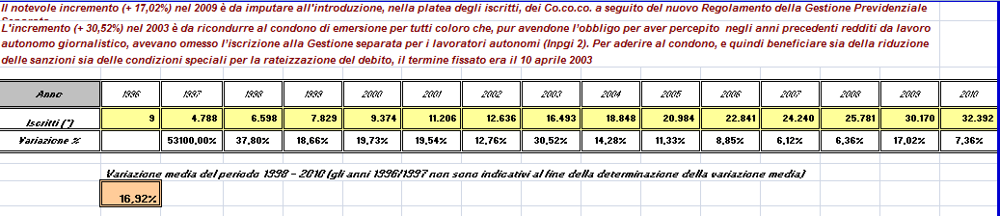 Il notevole incremento (+ 17,02%) nel 2009 è da imputare all'introduzione, nella platea degli iscritti, dei Co.co.co. a seguito del nuovo Regolamento della Gestione Previdenziale
L'incremento (+ 30,52%) nel 2003 è da ricondurre al condono di emersione per tutti coloro che, pur avendone l'obbligo per aver percepito negli anni precedenti redditi da lavoro
autonomo giornalistico, avevano omesso l'iscrizione alla Gestione separata per i lavoratori autonomi (Inpgi 2). Per aderire al condono, e quindi beneficiare sia della riduzione
delle sanzioni sia delle condizioni speciali per la rateizzazione del debito, il termine fissato era il 10 aprile 2003
Anno 1996 1997 1998 1999 2000 2001 2002 2003 2004 2005 2006 2007 2008 2009 2010
Iscritti (*) 9 4.788 6.598 7.829 9.374 11.206 12.636 16.493 18.848 20.984 22.841 24.240 25.781 30.170 32.392
Variazione % 53100,00% 37,80% 18,66% 19,73% 19,54% 12,76% 30,52% 14,28% 11,33% 8,85% 6,12% 6,36% 17,02% 7,36%
Variazione media del periodo 1998 - 2010 (gli anni 1996/1997 non sono indicativi al fine della determinazione della variazione media)
16,92%